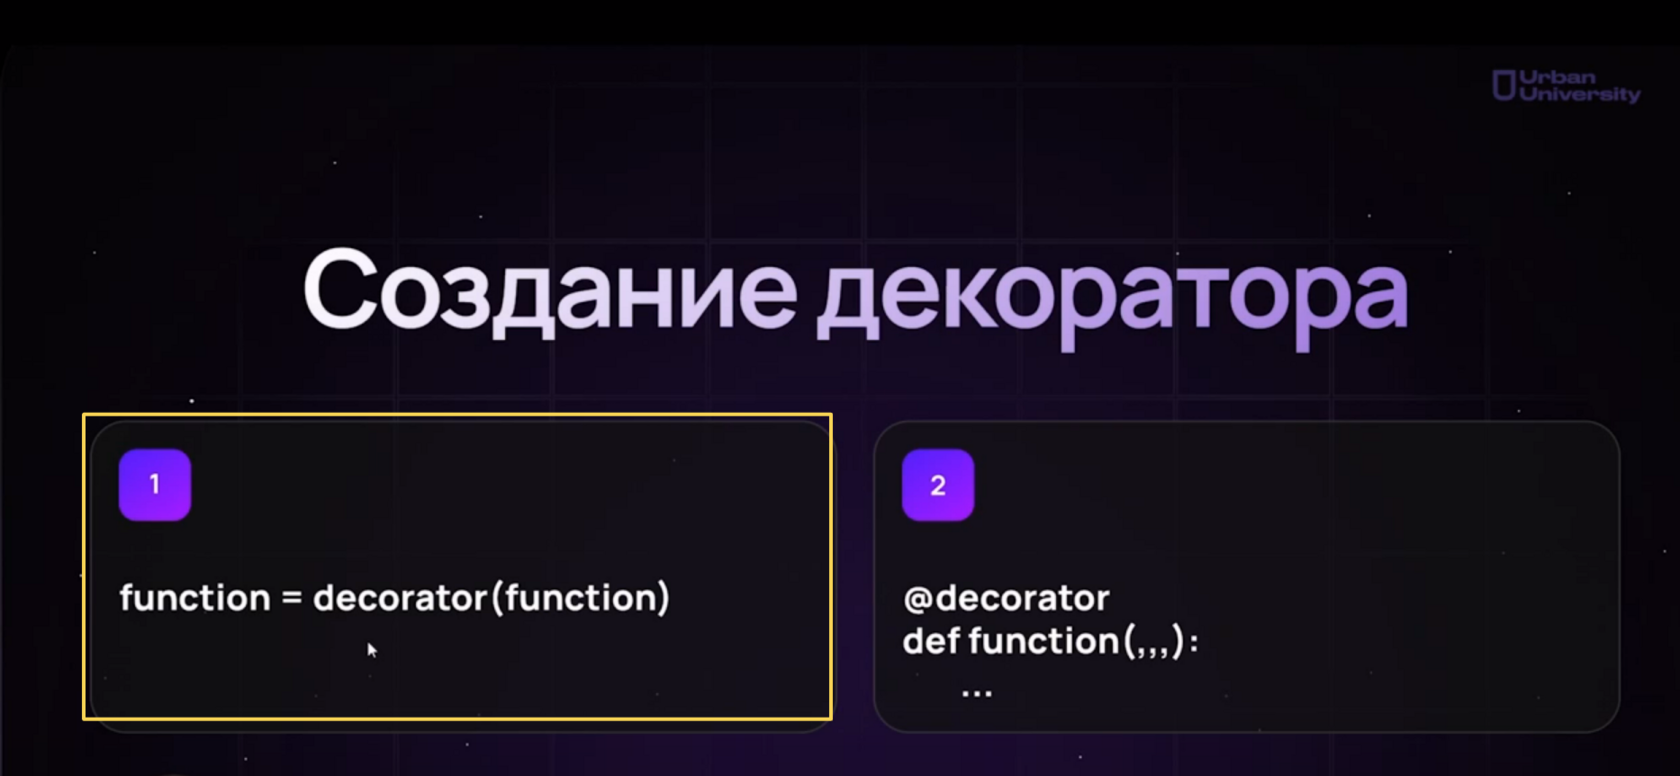 Urban
University
Создание декоратора
1
function = decorator(function)
2
@decorator
def function(,,,):
...